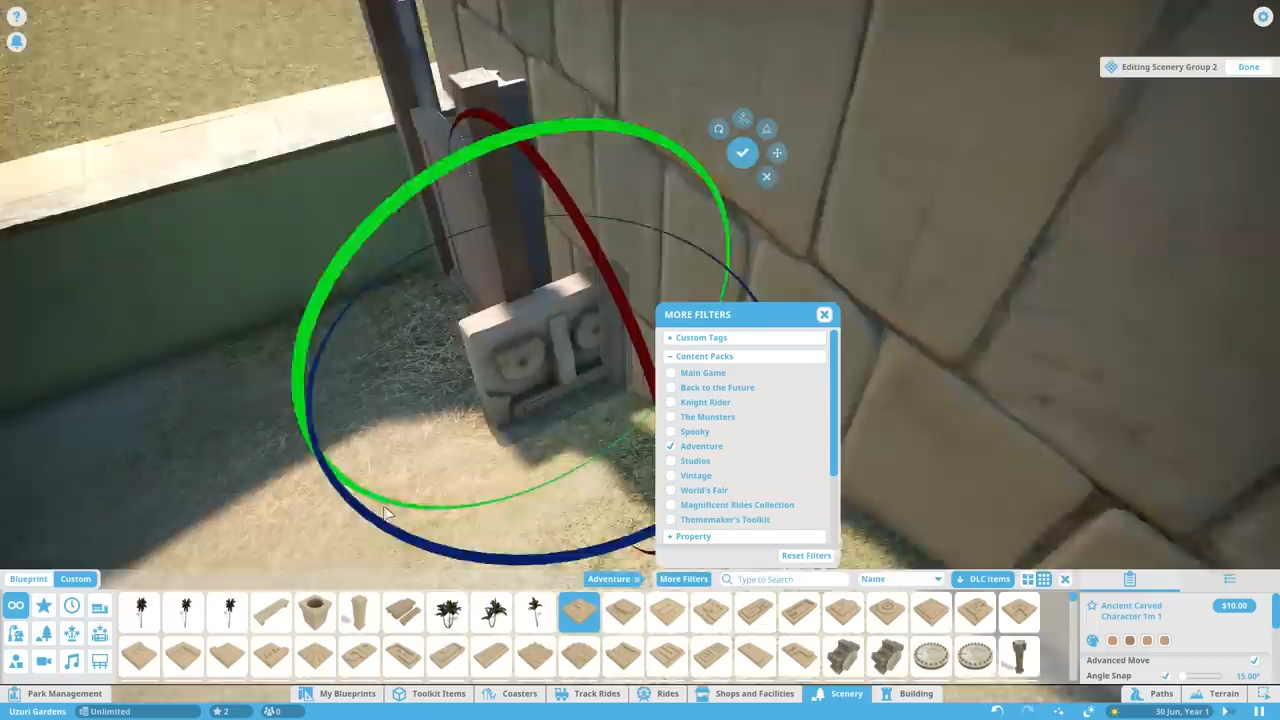 ?
Editing Scenery Group 2 Done
MORE FILTERS
+ Custom Tags
- Content Packs
Main Game
Back to the Future
Knight Rider
The Munsters
Spooky
Adventure
Studios
Vintage
World's Fair
Magnificent Rides Collection
Thememaker's Toolkit
+ Property
Reset Filters
Blueprint Custom Adventure More Filters Type to Search Name DLC items
Ancient Carved
Character 1m 1
$10.00
Advanced Move
Angle Snap 15.00°
Park Management My Blueprints Toolkit Items Coasters Track Rides Rides Shops and Facilities Scenery Building Paths Terrain
Uzuri Gardens Unlimited 2 0 30 Jun, Year 1